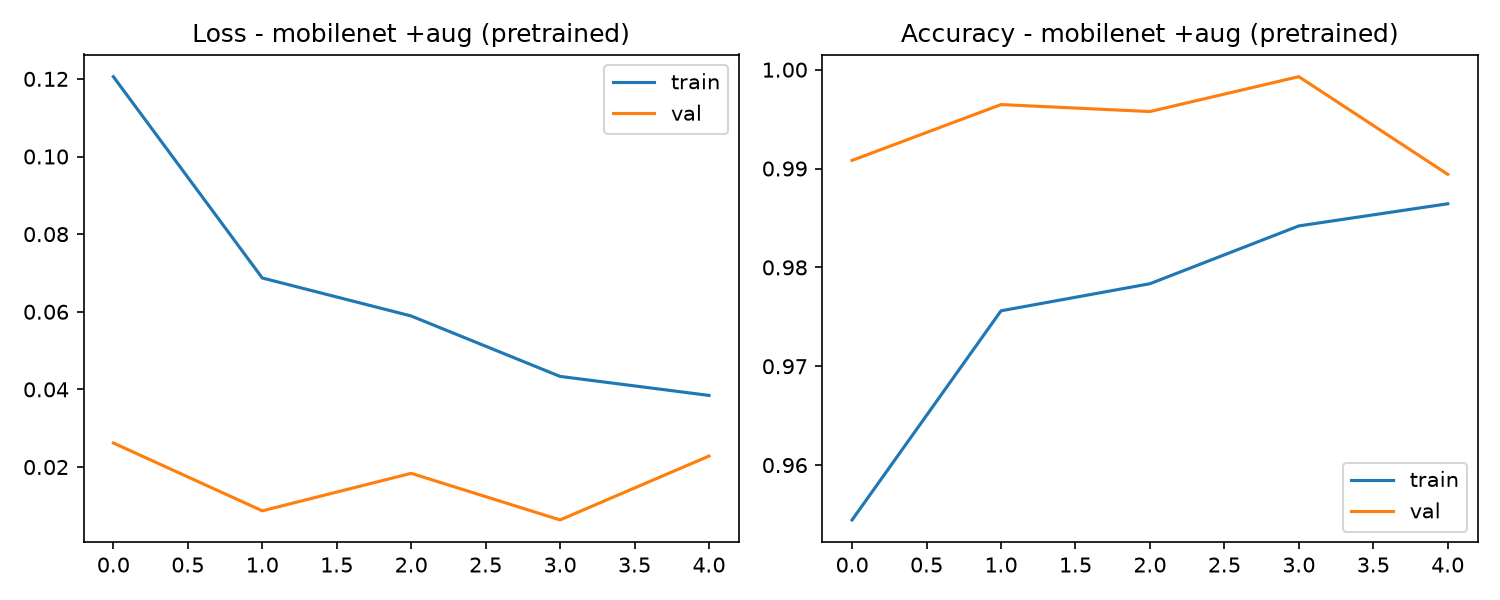 Loss - mobilenet +aug (pretrained)
0.12
0.10
0.08
0.06
0.04
0.02
0.0 0.5 1.0 1.5 2.0 2.5 3.0 3.5 4.0
train
val
Accuracy - mobilenet +aug (pretrained)
1.00
0.99
0.98
0.97
0.96
0.0 0.5 1.0 1.5 2.0 2.5 3.0 3.5 4.0
train
val